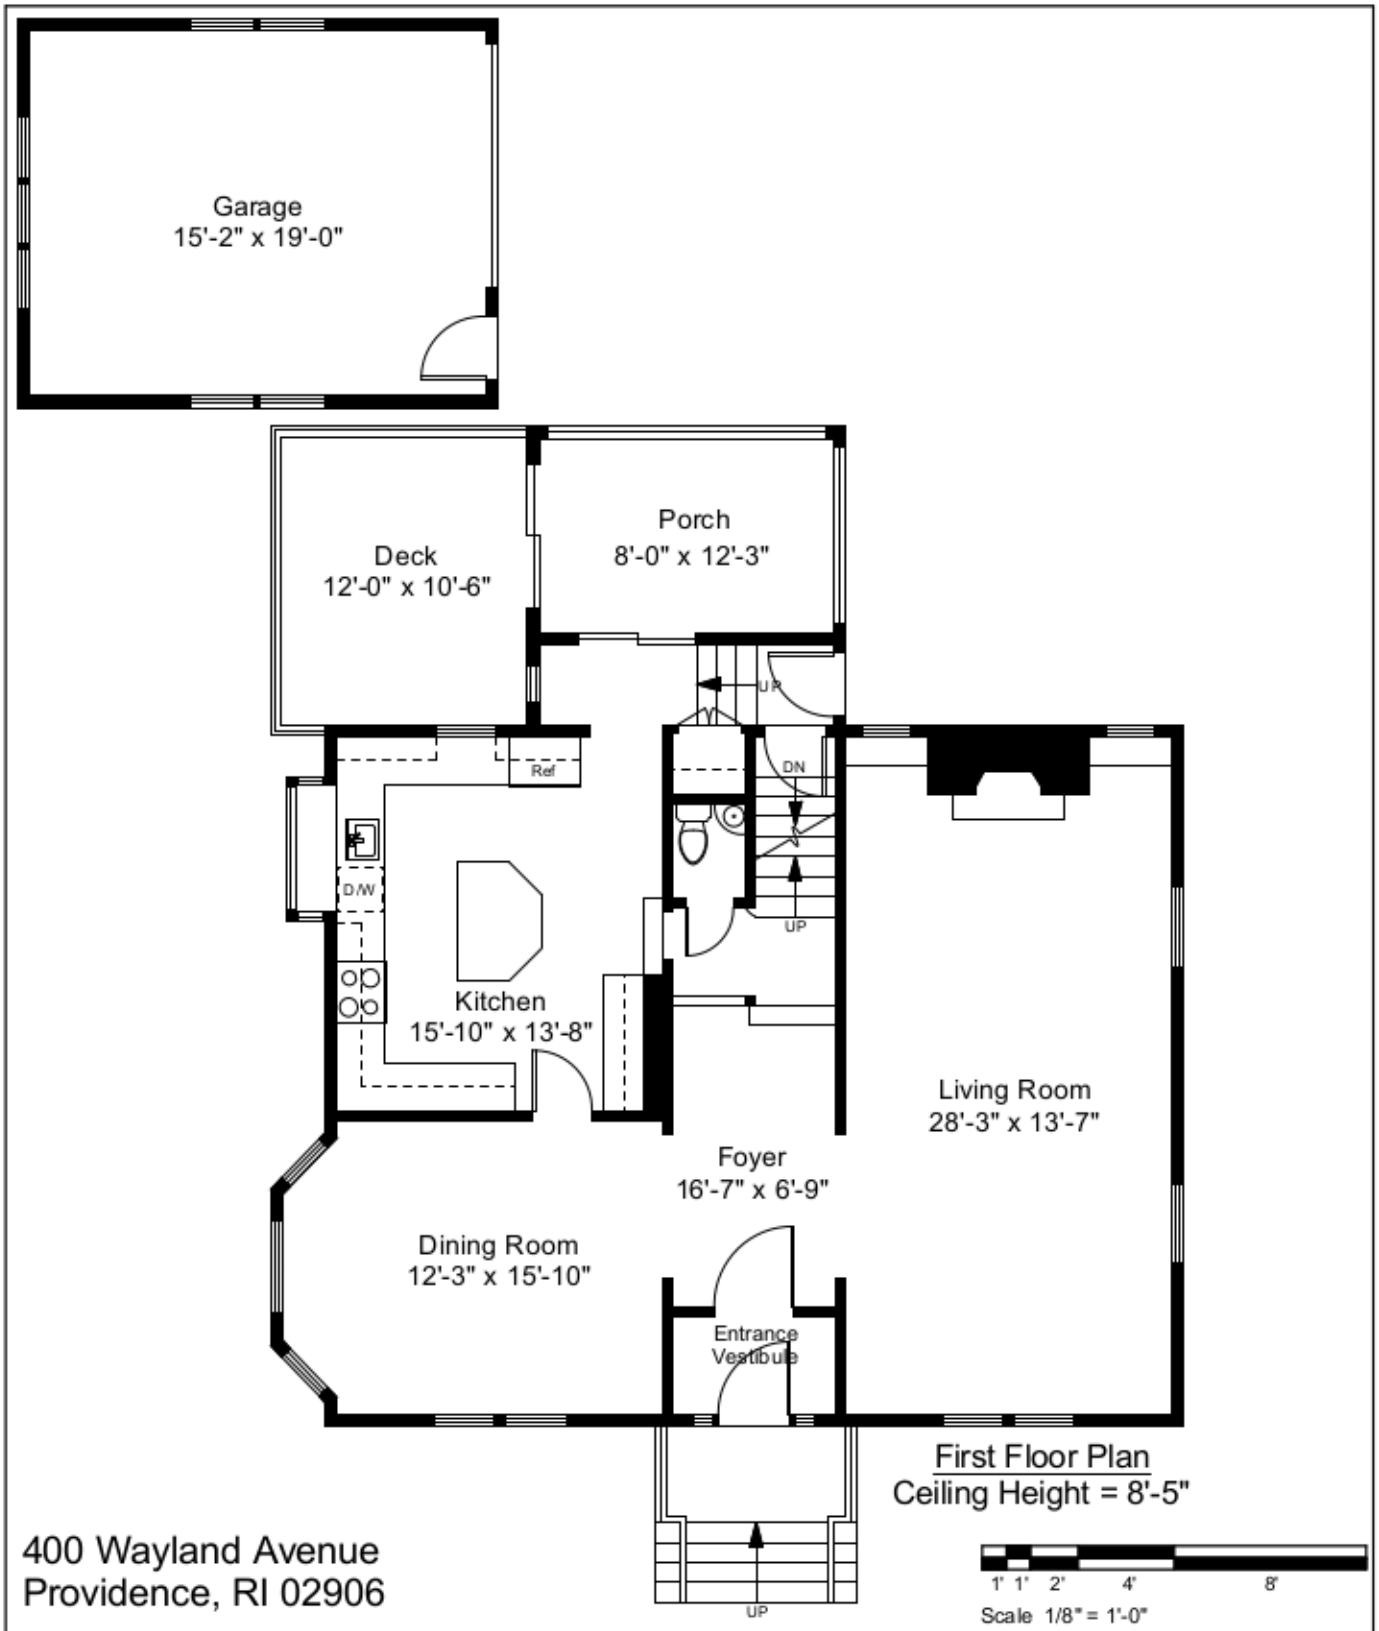 Garage
15'-2" x 19'-0"
Porch
8'-0" x 12'-3"
Deck
12'-0" x 10'-6"
UP
Ref
DN
D/W
UP
Kitchen
15'-10" x 13'-8"
Living Room
28'-3" x 13'-7"
Foyer
16'-7" x 6'-9"
Dining Room
12'-3" x 15'-10"
Entrance
Vestibule
First Floor Plan
Ceiling Height = 8'-5"
400 Wayland Avenue
Providence, RI 02906
1' 1' 2' 4' 8'
UP
Scale 1/8" = 1'-0"